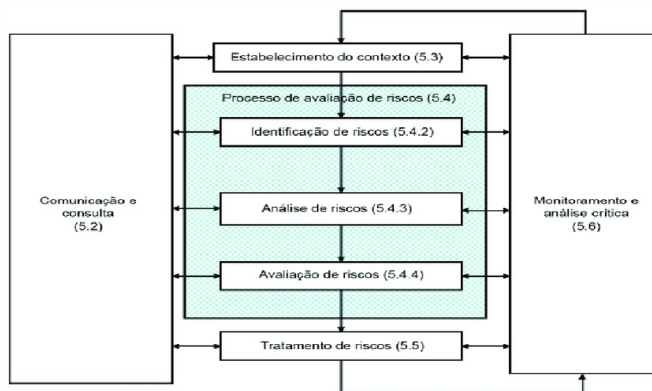 Estabelecimento do contexto (5.3)
Processo de avaliação de riscos (5.4)
Identificação de riscos (5.4.2)
Comunicação e
consulta
(5.2)
Análise de riscos (5.4.3)
Monitoramento e
análise crítica
(5.6)
Avaliação de riscos (5.4.4)
Tratamento de riscos (5.5)